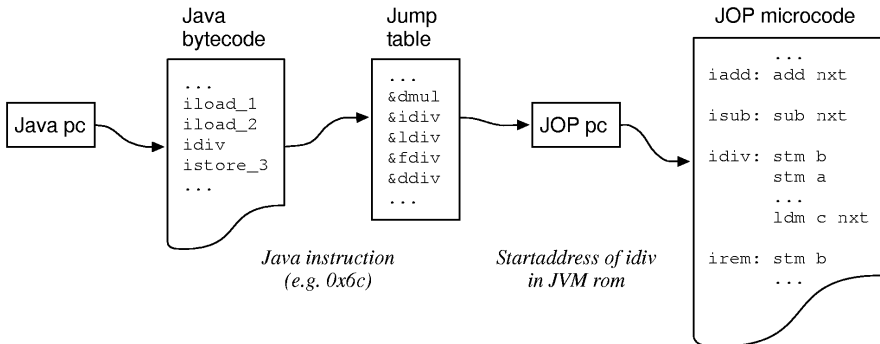 Java
bytecode
Jump
table
JOP microcode
Java pc
...
iload_1
iload_2
idiv
istore_3
...
...
&dmul
&idiv
&ldiv
&fdiv
&ddiv
...
JOP pc
...
iadd: add nxt
isub: sub nxt
idiv: stm b
stm a
...
ldm c nxt
irem: stm b
...
Java instruction
(e.g. 0x6c)
Startaddress of idiv
in JVM rom